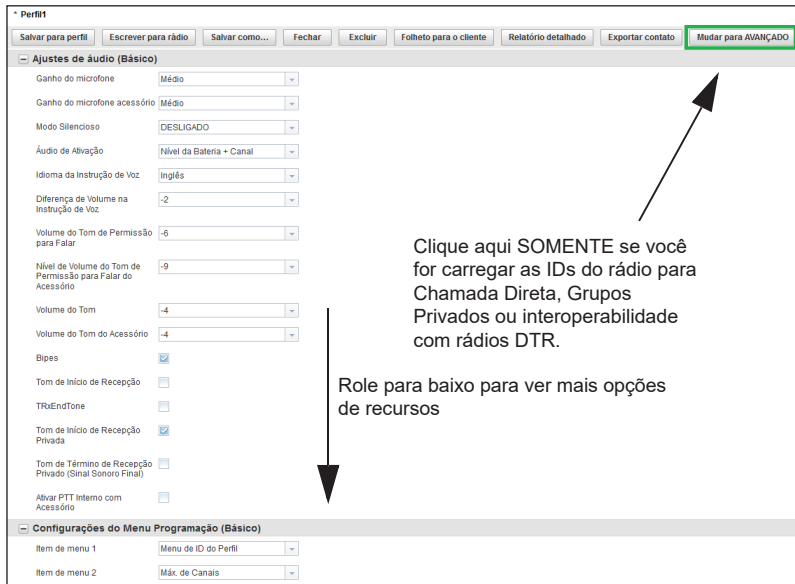 * Perfil1
Salvar para perfil Escrever para rádio Salvar como... Fechar Excluir Folheto para o cliente Relatório detalhado Exportar contato Mudar para AVANÇADO
Ajustes de áudio (Básico)
Ganho do microfone Médio
Ganho do microfone acessório Médio
Modo Silencioso DESLIGADO
Áudio de Ativação Nível da Bateria + Canal
Idioma da Instrução de Voz Inglês
Diferença de Volume na
Instrução de Voz
-2
Volume do Tom de Permissão
para Falar
-6
Nível de Volume do Tom de
Permissão para Falar do
Acessório
-9
Volume do Tom -4
Volume do Tom do Acessório -4
Bipes
Tom de Início de Recepção
TRxEndTone
Tom de Início de Recepção
Privada
Tom de Término de Recepção
Privado (Sinal Sonoro Final)
Ativar PTT Interno com
Acessório
Clique aqui SOMENTE se você
for carregar as IDs do rádio para
Chamada Direta, Grupos
Privados ou interoperabilidade
com rádios DTR.
Role para baixo para ver mais opções
de recursos
Configurações do Menu Programação (Básico)
Item de menu 1 Menu de ID do Perfil
Item de menu 2 Máx. de Canais